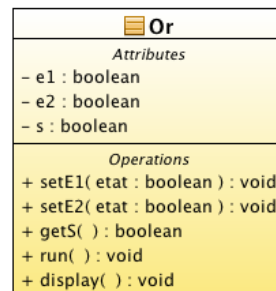 Or
Attributes
- e1 : boolean
- e2 : boolean
- s : boolean
Operations
+ setE1( etat : boolean ) : void
+ setE2( etat : boolean ) : void
+ getS( ) : boolean
+ run( ) : void
+ display( ) : void